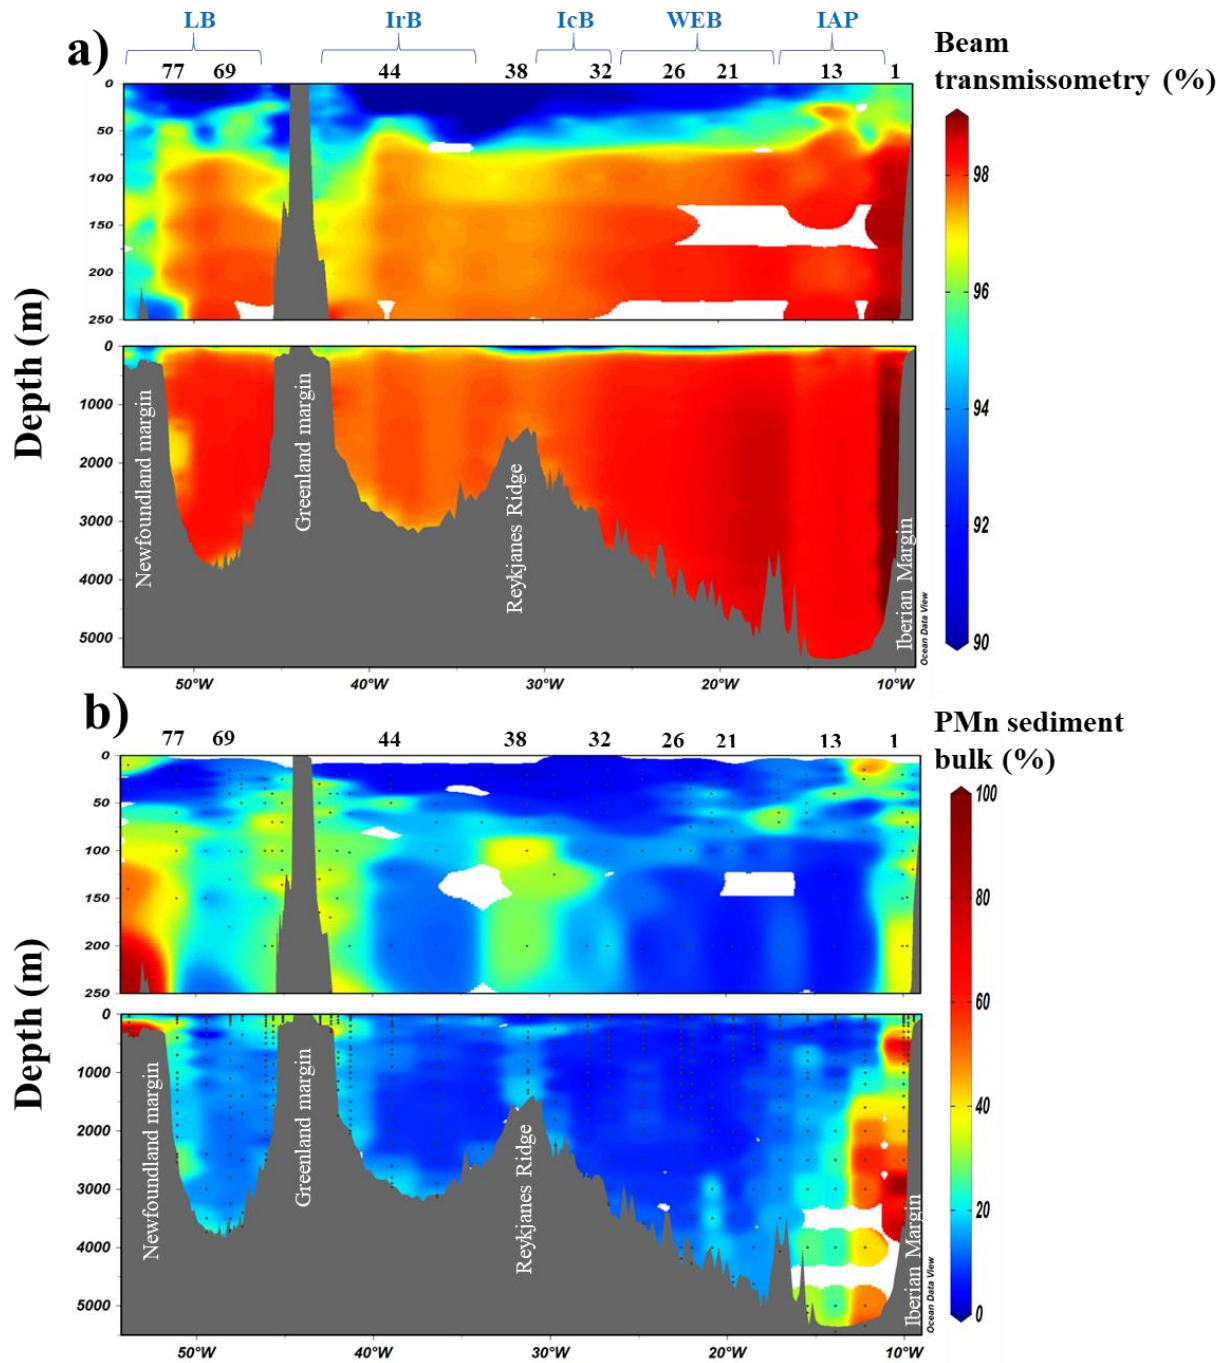 LB IrB IcB WEB IAP
a)
77 69 44 38 32 26 21 13 1
Beam
transmissometry (%)
0
50
100
150
200
250
98
96
94
92
90
Depth (m)
0
1000
2000
3000
4000
5000
Newfoundland margin
Greenland margin
Reykjanes Ridge
Iberian Margin
Ocean Data View
50°W 40°W 30°W 20°W 10°W
b)
77 69 44 38 32 26 21 13 1
PMn sediment
bulk (%)
0
50
100
150
200
250
100
80
60
40
20
0
Depth (m)
0
1000
2000
3000
4000
5000
Newfoundland margin
Greenland margin
Reykjanes Ridge
Iberian Margin
Ocean Data View
50°W 40°W 30°W 20°W 10°W